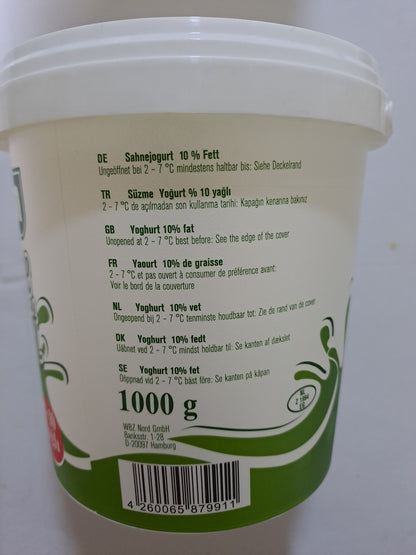 DE Sahnejogurt 10 % Fett
Ungeöffnet bei 2 - 7 °C mindestens haltbar bis: Siehe Deckelrand
TR Süzme Yoğurt % 10 yağlı
2 - 7 °C de açılmadan son kullanma tarihi: Kapağın kenarına bakınız
GB Yoghurt 10% fat
Unopened at 2 - 7 °C best before: See the edge of the cover
FR Yaourt 10% de graisse
2 - 7 °C et pas ouvert à consumer de préférence avant:
Voir le bord de la couverture
NL Yoghurt 10% vet
Ongeopend bij 2 - 7 °C tenminste houdbaar tot: Zie de rand van de cover
DK Yoghurt 10% fedt
Uåbnet ved 2 - 7 °C mindst holdbar til: Se kanten af dækslet
SE Yoghurt 10% fet
Oöppnad vid 2 - 7 °C bäst före: Se kanten på kåpan
1000 g
WBZ Nord GmbH
Banksstr. 1-28
D-20097 Hamburg
4 260065 879911
NL